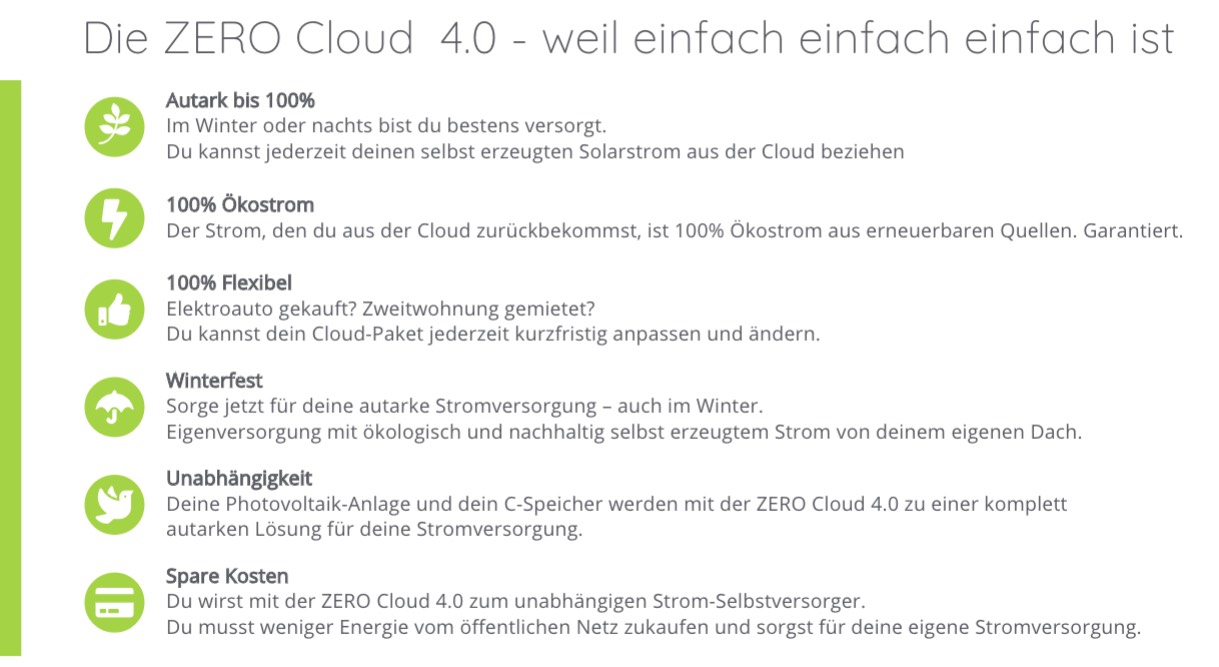 Die ZERO Cloud 4.0 - weil einfach einfach einfach ist
Autark bis 100%
Im Winter oder nachts bist du bestens versorgt.
Du kannst jederzeit deinen selbst erzeugten Solarstrom aus der Cloud beziehen
100% Ökostrom
Der Strom, den du aus der Cloud zurückbekommst, ist 100% Ökostrom aus erneuerbaren Quellen. Garantiert.
100% Flexibel
Elektroauto gekauft? Zweitwohnung gemietet?
Du kannst dein Cloud-Paket jederzeit kurzfristig anpassen und ändern.
Winterfest
Sorge jetzt für deine autarke Stromversorgung – auch im Winter.
Eigenversorgung mit ökologisch und nachhaltig selbst erzeugtem Strom von deinem eigenen Dach.
Unabhängigkeit
Deine Photovoltaik-Anlage und dein C-Speicher werden mit der ZERO Cloud 4.0 zu einer komplett
autarken Lösung für deine Stromversorgung.
Spare Kosten
Du wirst mit der ZERO Cloud 4.0 zum unabhängigen Strom-Selbstversorger.
Du musst weniger Energie vom öffentlichen Netz zukaufen und sorgst für deine eigene Stromversorgung.